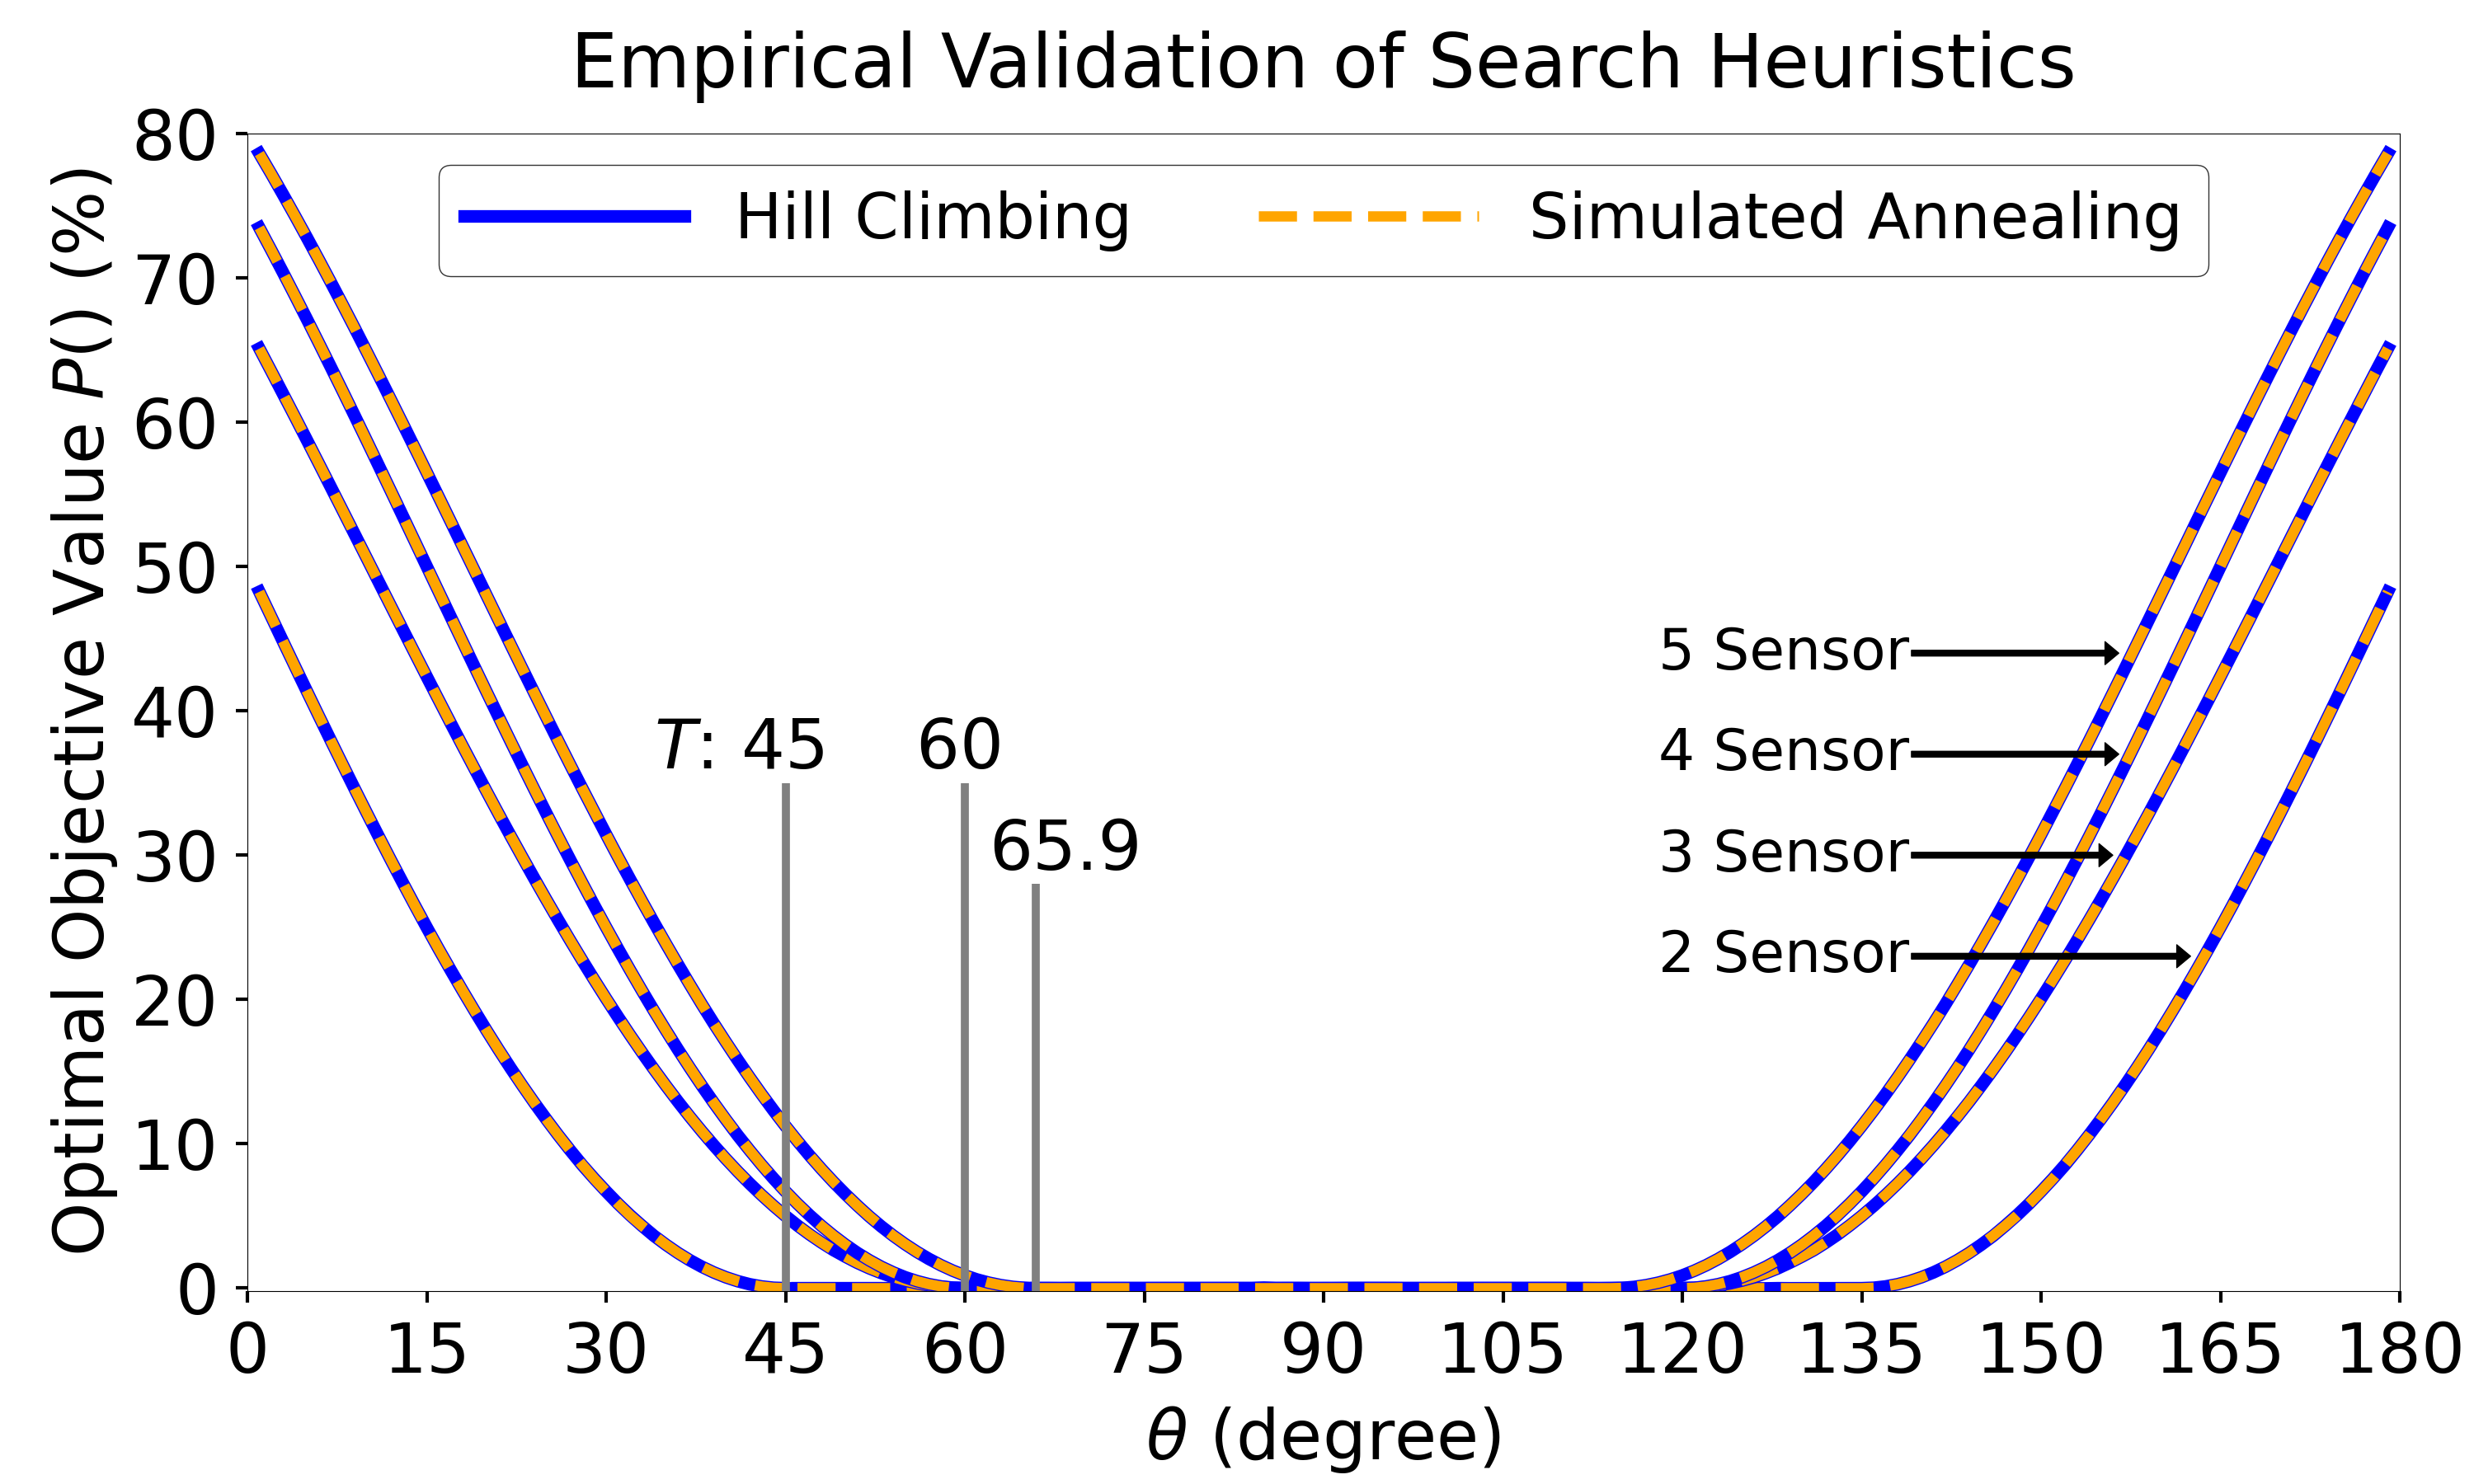 Empirical Validation of Search Heuristics
Optimal Objective Value P() (%)
80
70
60
50
40
30
20
10
0
Hill Climbing
Simulated Annealing
T: 45
60
65.9
5 Sensor
4 Sensor
3 Sensor
2 Sensor
0 15 30 45 60 75 90 105 120 135 150 165 180
θ (degree)